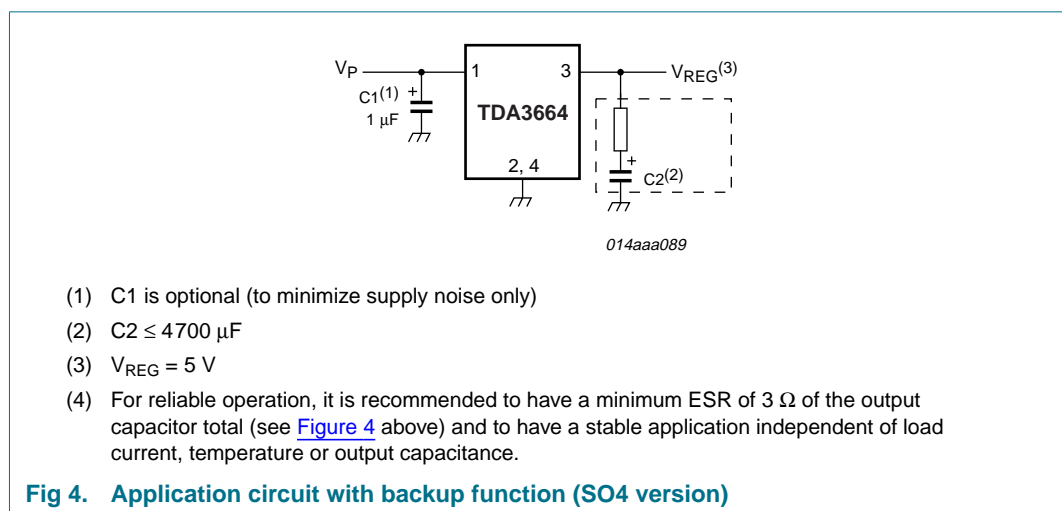 VP
1
3
VREG(3)
C1(1) +
1 μF
TDA3664
2, 4
+
C2(2)
014aaa089
(1) C1 is optional (to minimize supply noise only)
(2) C2 ≤ 4700 μF
(3) VREG = 5 V
(4) For reliable operation, it is recommended to have a minimum ESR of 3 Ω of the output
capacitor total (see Figure 4 above) and to have a stable application independent of load
current, temperature or output capacitance.
Fig 4. Application circuit with backup function (SO4 version)